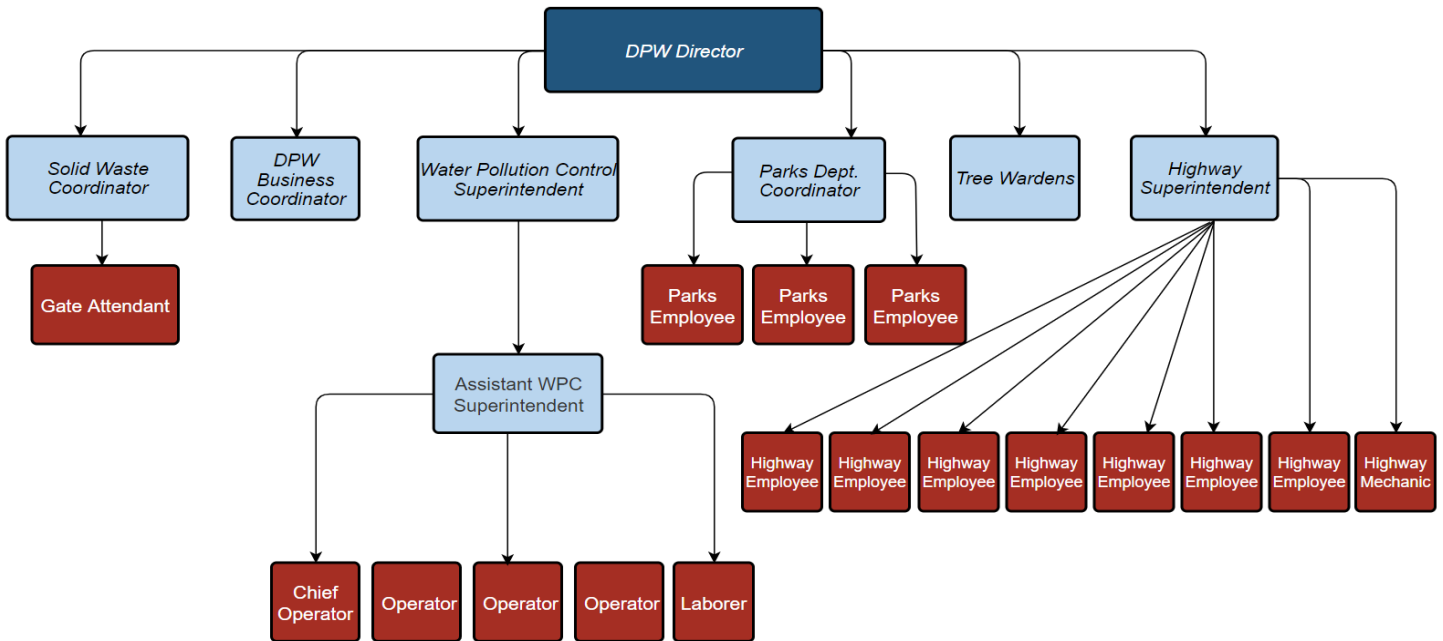 DPW Director
Solid Waste
Coordinator
DPW
Business
Coordinator
Water Pollution Control
Superintendent
Parks Dept.
Coordinator
Tree Wardens
Highway
Superintendent
Gate Attendant
Parks
Employee
Parks
Employee
Parks
Employee
Assistant WPC
Superintendent
Highway
Employee
Highway
Employee
Highway
Employee
Highway
Employee
Highway
Employee
Highway
Employee
Highway
Employee
Highway
Mechanic
Chief
Operator
Operator
Operator
Operator
Laborer